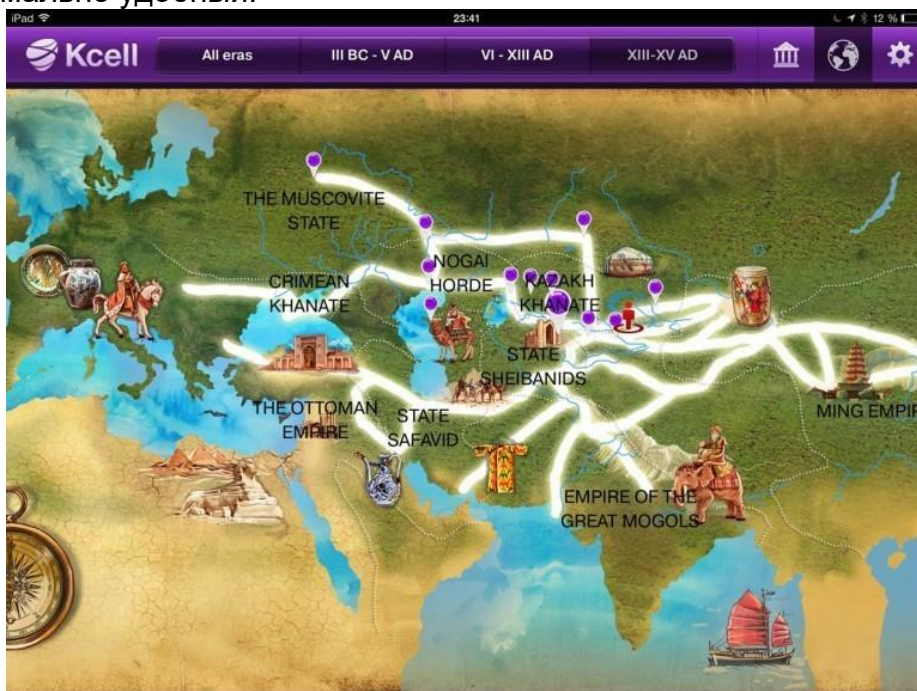 мально удобный.
iPad 23:41 12 %
Kcell All eras III BC - V AD VI - XIII AD XIII-XV AD
THE MUSCOVITE
STATE
NOGAI
HORDE
CRIMEAN
KHANATE
KAZAKH
KHANATE
STATE
SHEIBANIDS
THE OTTOMAN
EMPIRE
STATE
SAFAVID
MING EMPIR
EMPIRE OF THE
GREAT MOGOLS